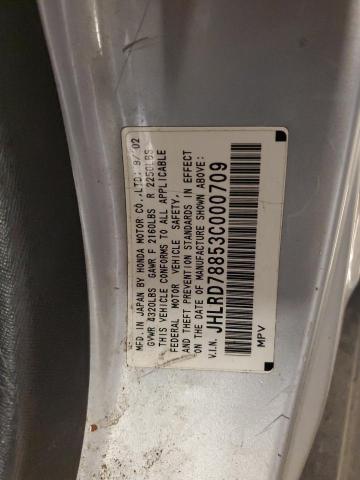 MFD. IN JAPAN BY HONDA MOTOR CO.,LTD: 9/02
GVWR 4320LBS GAWR F 2160LBS R 2250LBS
THIS VEHICLE CONFORMS TO ALL APPLICABLE
FEDERAL MOTOR VEHICLE SAFETY,
AND THEFT PREVENTION STANDARDS IN EFFECT
ON THE DATE OF MANUFACTURE SHOWN ABOVE.
V.I.N. JHLRD78853C000709
MPV